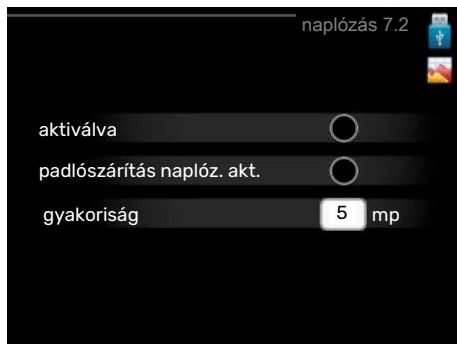 naplózás 7.2
aktiválva
padlószárítás naplóz. akt.
gyakoriság 5 mp